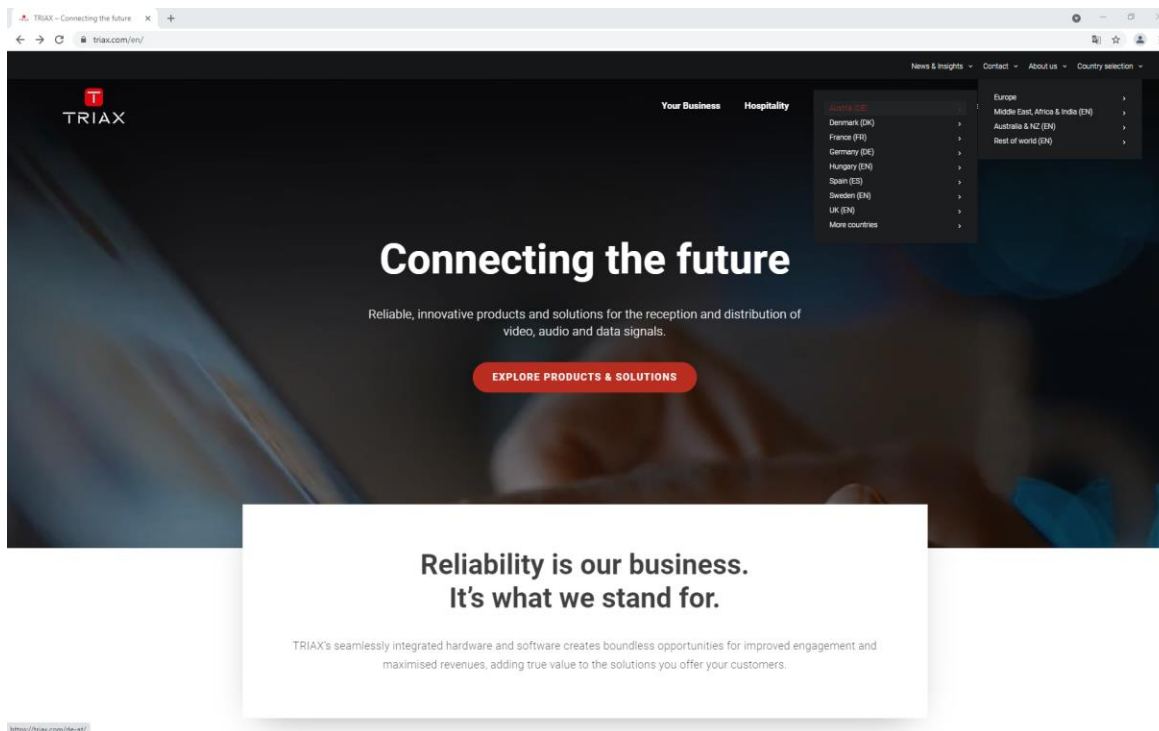 TRIAX – Connecting the future
triax.com/en/
News & Insights
Contact
About us
Country selection
T
TRIAX
Your Business
Hospitality
Austria (DE)
Denmark (DK)
France (FR)
Germany (DE)
Hungary (EN)
Spain (ES)
Sweden (EN)
UK (EN)
More countries
Europe
Middle East, Africa & India (EN)
Australia & NZ (EN)
Rest of world (EN)
Connecting the future
Reliable, innovative products and solutions for the reception and distribution of
video, audio and data signals.
EXPLORE PRODUCTS & SOLUTIONS
Reliability is our business.
It's what we stand for.
TRIAX's seamlessly integrated hardware and software creates boundless opportunities for improved engagement and
maximised revenues, adding true value to the solutions you offer your customers.
https://triax.com/de-at/